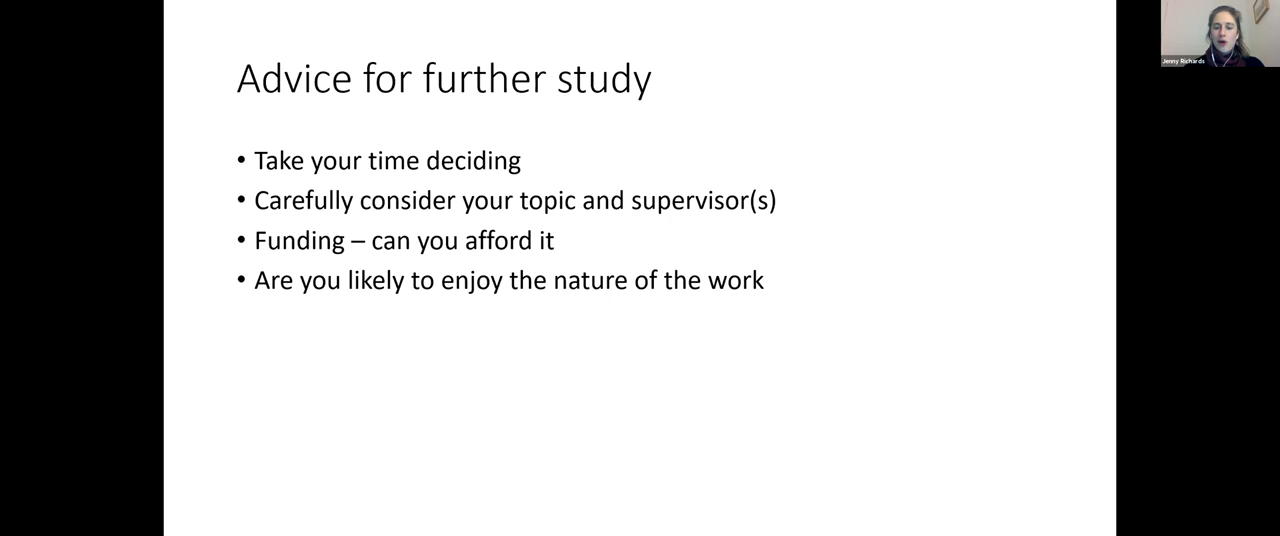 Advice for further study
• Take your time deciding
• Carefully consider your topic and supervisor(s)
• Funding – can you afford it
• Are you likely to enjoy the nature of the work
Jenny Richards